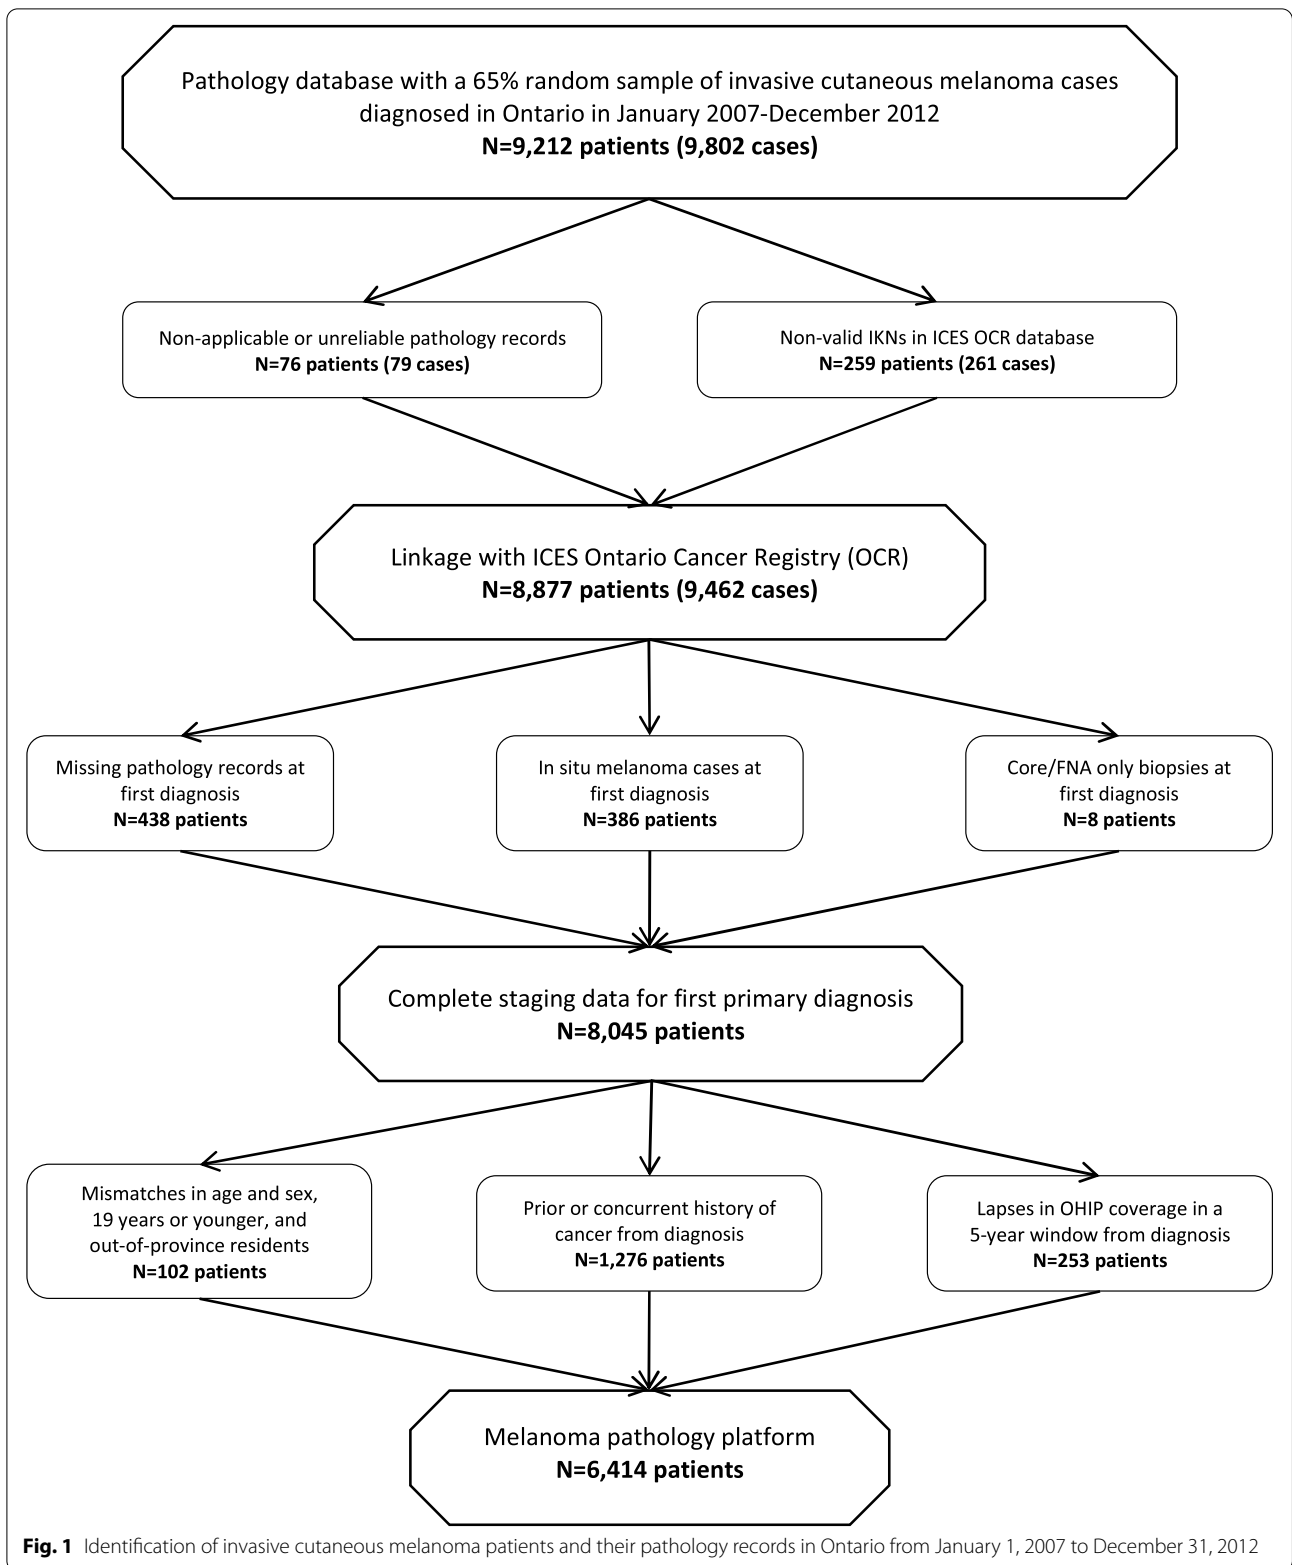 Pathology database with a 65% random sample of invasive cutaneous melanoma cases
diagnosed in Ontario in January 2007-December 2012
N=9,212 patients (9,802 cases)
Non-applicable or unreliable pathology records
N=76 patients (79 cases)
Non-valid IKNs in ICES OCR database
N=259 patients (261 cases)
Linkage with ICES Ontario Cancer Registry (OCR)
N=8,877 patients (9,462 cases)
Missing pathology records at
first diagnosis
N=438 patients
In situ melanoma cases at
first diagnosis
N=386 patients
Core/FNA only biopsies at
first diagnosis
N=8 patients
Complete staging data for first primary diagnosis
N=8,045 patients
Mismatches in age and sex,
19 years or younger, and
out-of-province residents
N=102 patients
Prior or concurrent history of
cancer from diagnosis
N=1,276 patients
Lapses in OHIP coverage in a
5-year window from diagnosis
N=253 patients
Melanoma pathology platform
N=6,414 patients
Fig. 1 Identification of invasive cutaneous melanoma patients and their pathology records in Ontario from January 1, 2007 to December 31, 2012